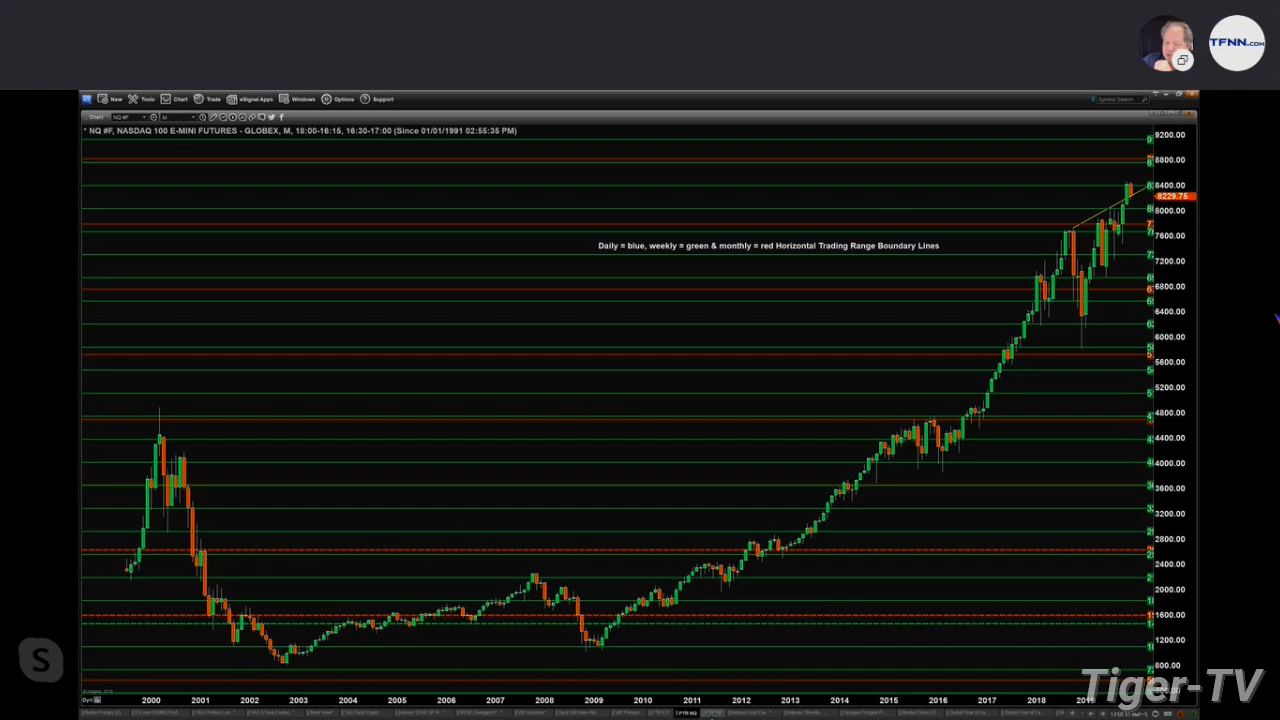 TFNN.COM
New Tools Chart Trade eSignal Apps Windows Options Support
Symbol Search
Chart NQ #F M
* NQ #F, NASDAQ 100 E-MINI FUTURES - GLOBEX, M, 18:00-16:15, 16:30-17:00 (Since 01/01/1991 02:55:35 PM)
9200.00
8800.00
8400.00
8229.75
8000.00
Daily = blue, weekly = green & monthly = red Horizontal Trading Range Boundary Lines
7600.00
7200.00
6800.00
6400.00
6000.00
5600.00
5200.00
4800.00
4400.00
4000.00
3600.00
3200.00
2800.00
2400.00
2000.00
1600.00
1200.00
800.00
S
Dyn
2000 2001 2002 2003 2004 2005 2006 2007 2008 2009 2010 2011 2012 2013 2014 2015 2016 2017 2018
Tiger-TV